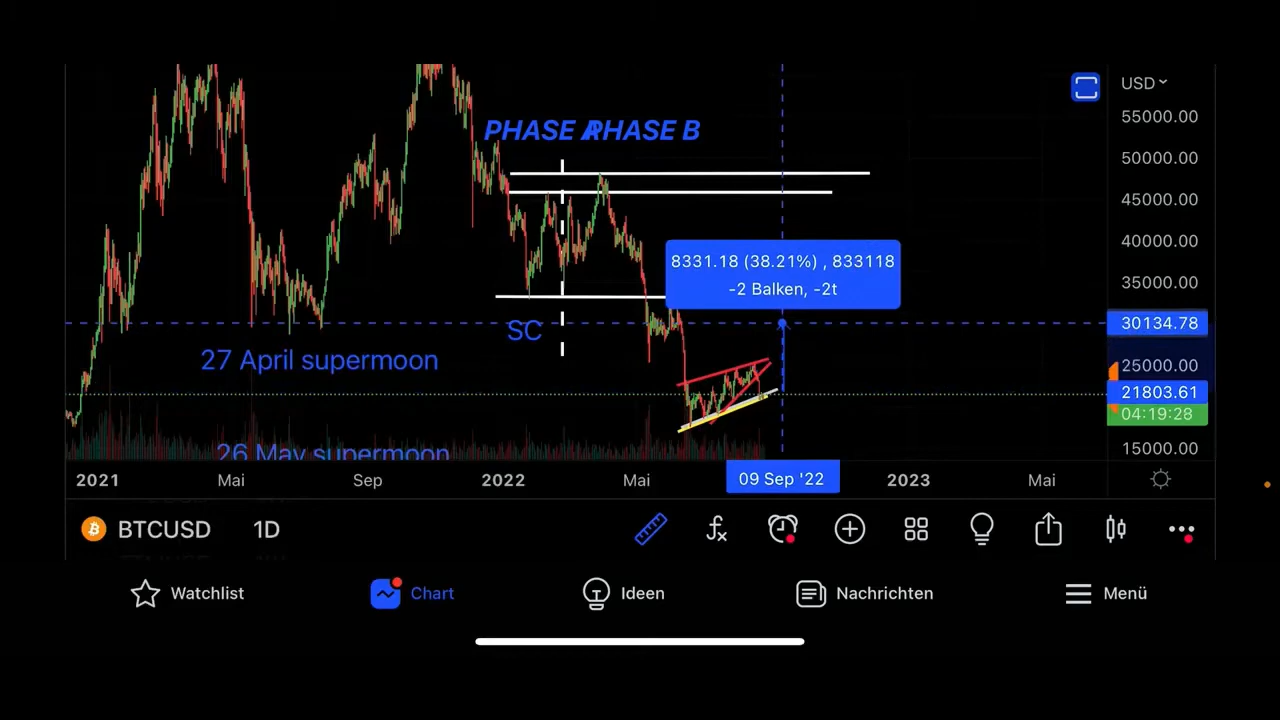 USD
55000.00
PHASE A PHASE B
50000.00
45000.00
40000.00
8331.18 (38.21%) , 833118
-2 Balken, -2t
35000.00
SC
30134.78
27 April supermoon
25000.00
21803.61
04:19:28
26 May supermoon
15000.00
2021 Mai Sep 2022 Mai 09 Sep '22 2023 Mai
BTCUSD 1D
Watchlist Chart Ideen Nachrichten Menü